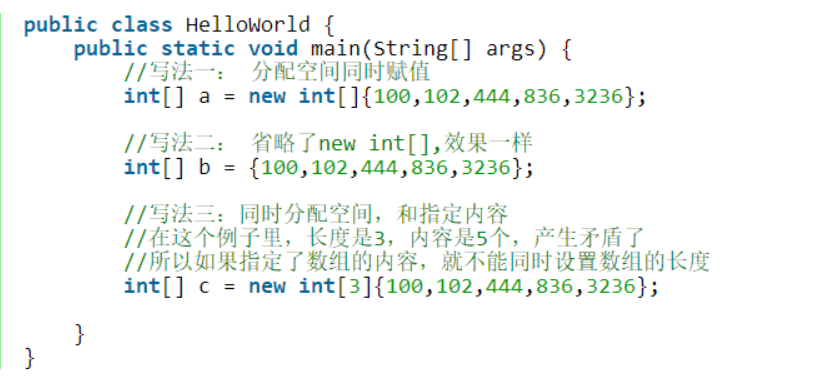 public class HelloWorld {
    public static void main(String[] args) {
        //写法一： 分配空间同时赋值
        int[] a = new int[]{100,102,444,836,3236};

        //写法二： 省略了new int[],效果一样
        int[] b = {100,102,444,836,3236};

        //写法三：同时分配空间，和指定内容
        //在这个例子里，长度是3，内容是5个，产生矛盾了
        //所以如果指定了数组的内容，就不能同时设置数组的长度
        int[] c = new int[3]{100,102,444,836,3236};

    }
}